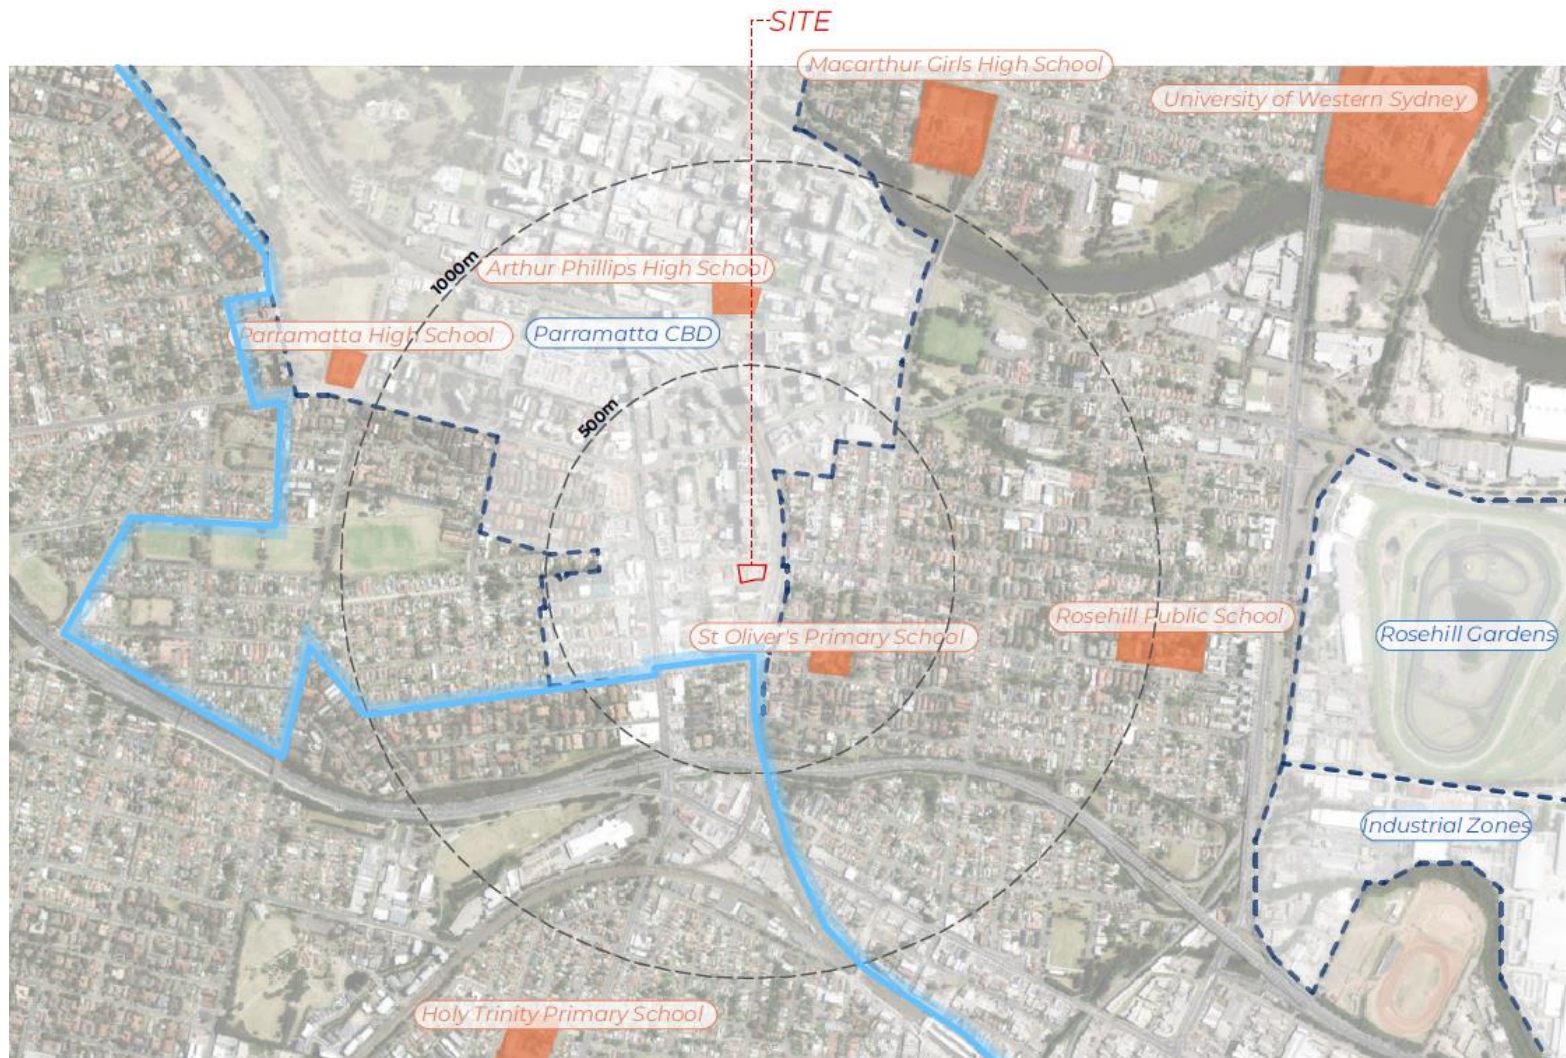 SITE
Macarthur Girls High School
University of Western Sydney
1000m
Arthur Phillips High School
Parramatta High School
Parramatta CBD
500m
Rosehill Public School
St Oliver's Primary School
Rosehill Gardens
Industrial Zones
Holy Trinity Primary School